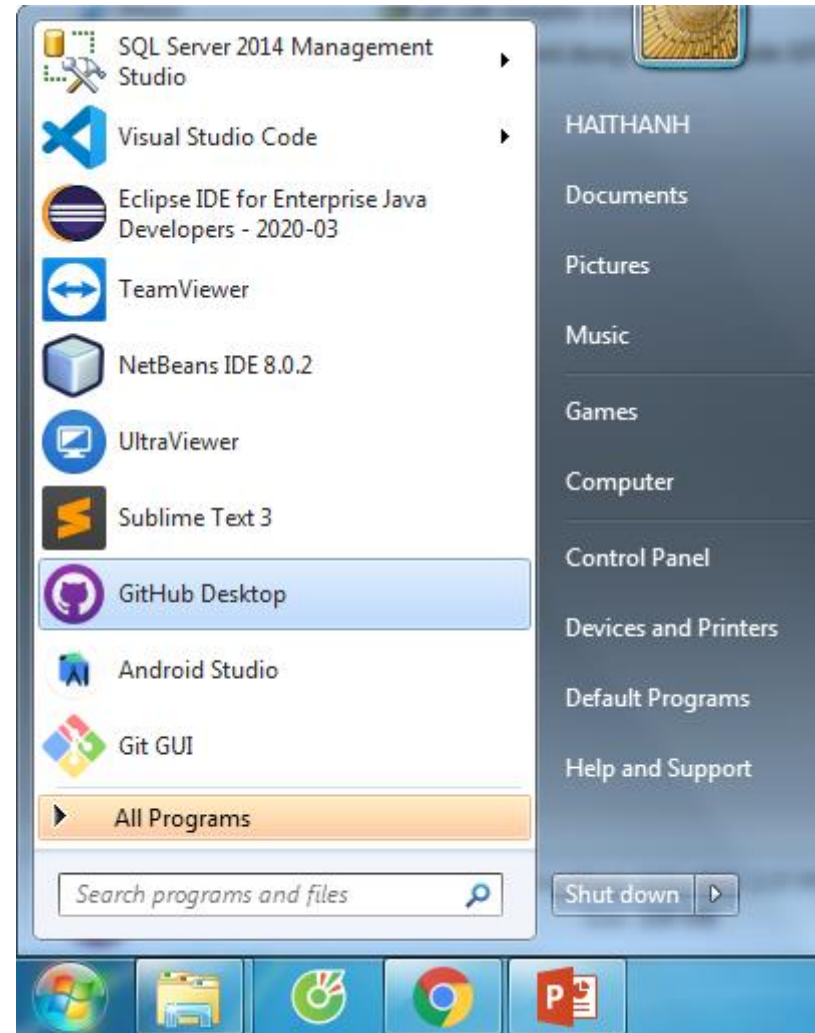 SQL Server 2014 Management
Studio
Visual Studio Code
Eclipse IDE for Enterprise Java
Developers - 2020-03
TeamViewer
NetBeans IDE 8.0.2
UltraViewer
Sublime Text 3
GitHub Desktop
Android Studio
Git GUI
All Programs
Search programs and files
HAITHANH
Documents
Pictures
Music
Games
Computer
Control Panel
Devices and Printers
Default Programs
Help and Support
Shut down